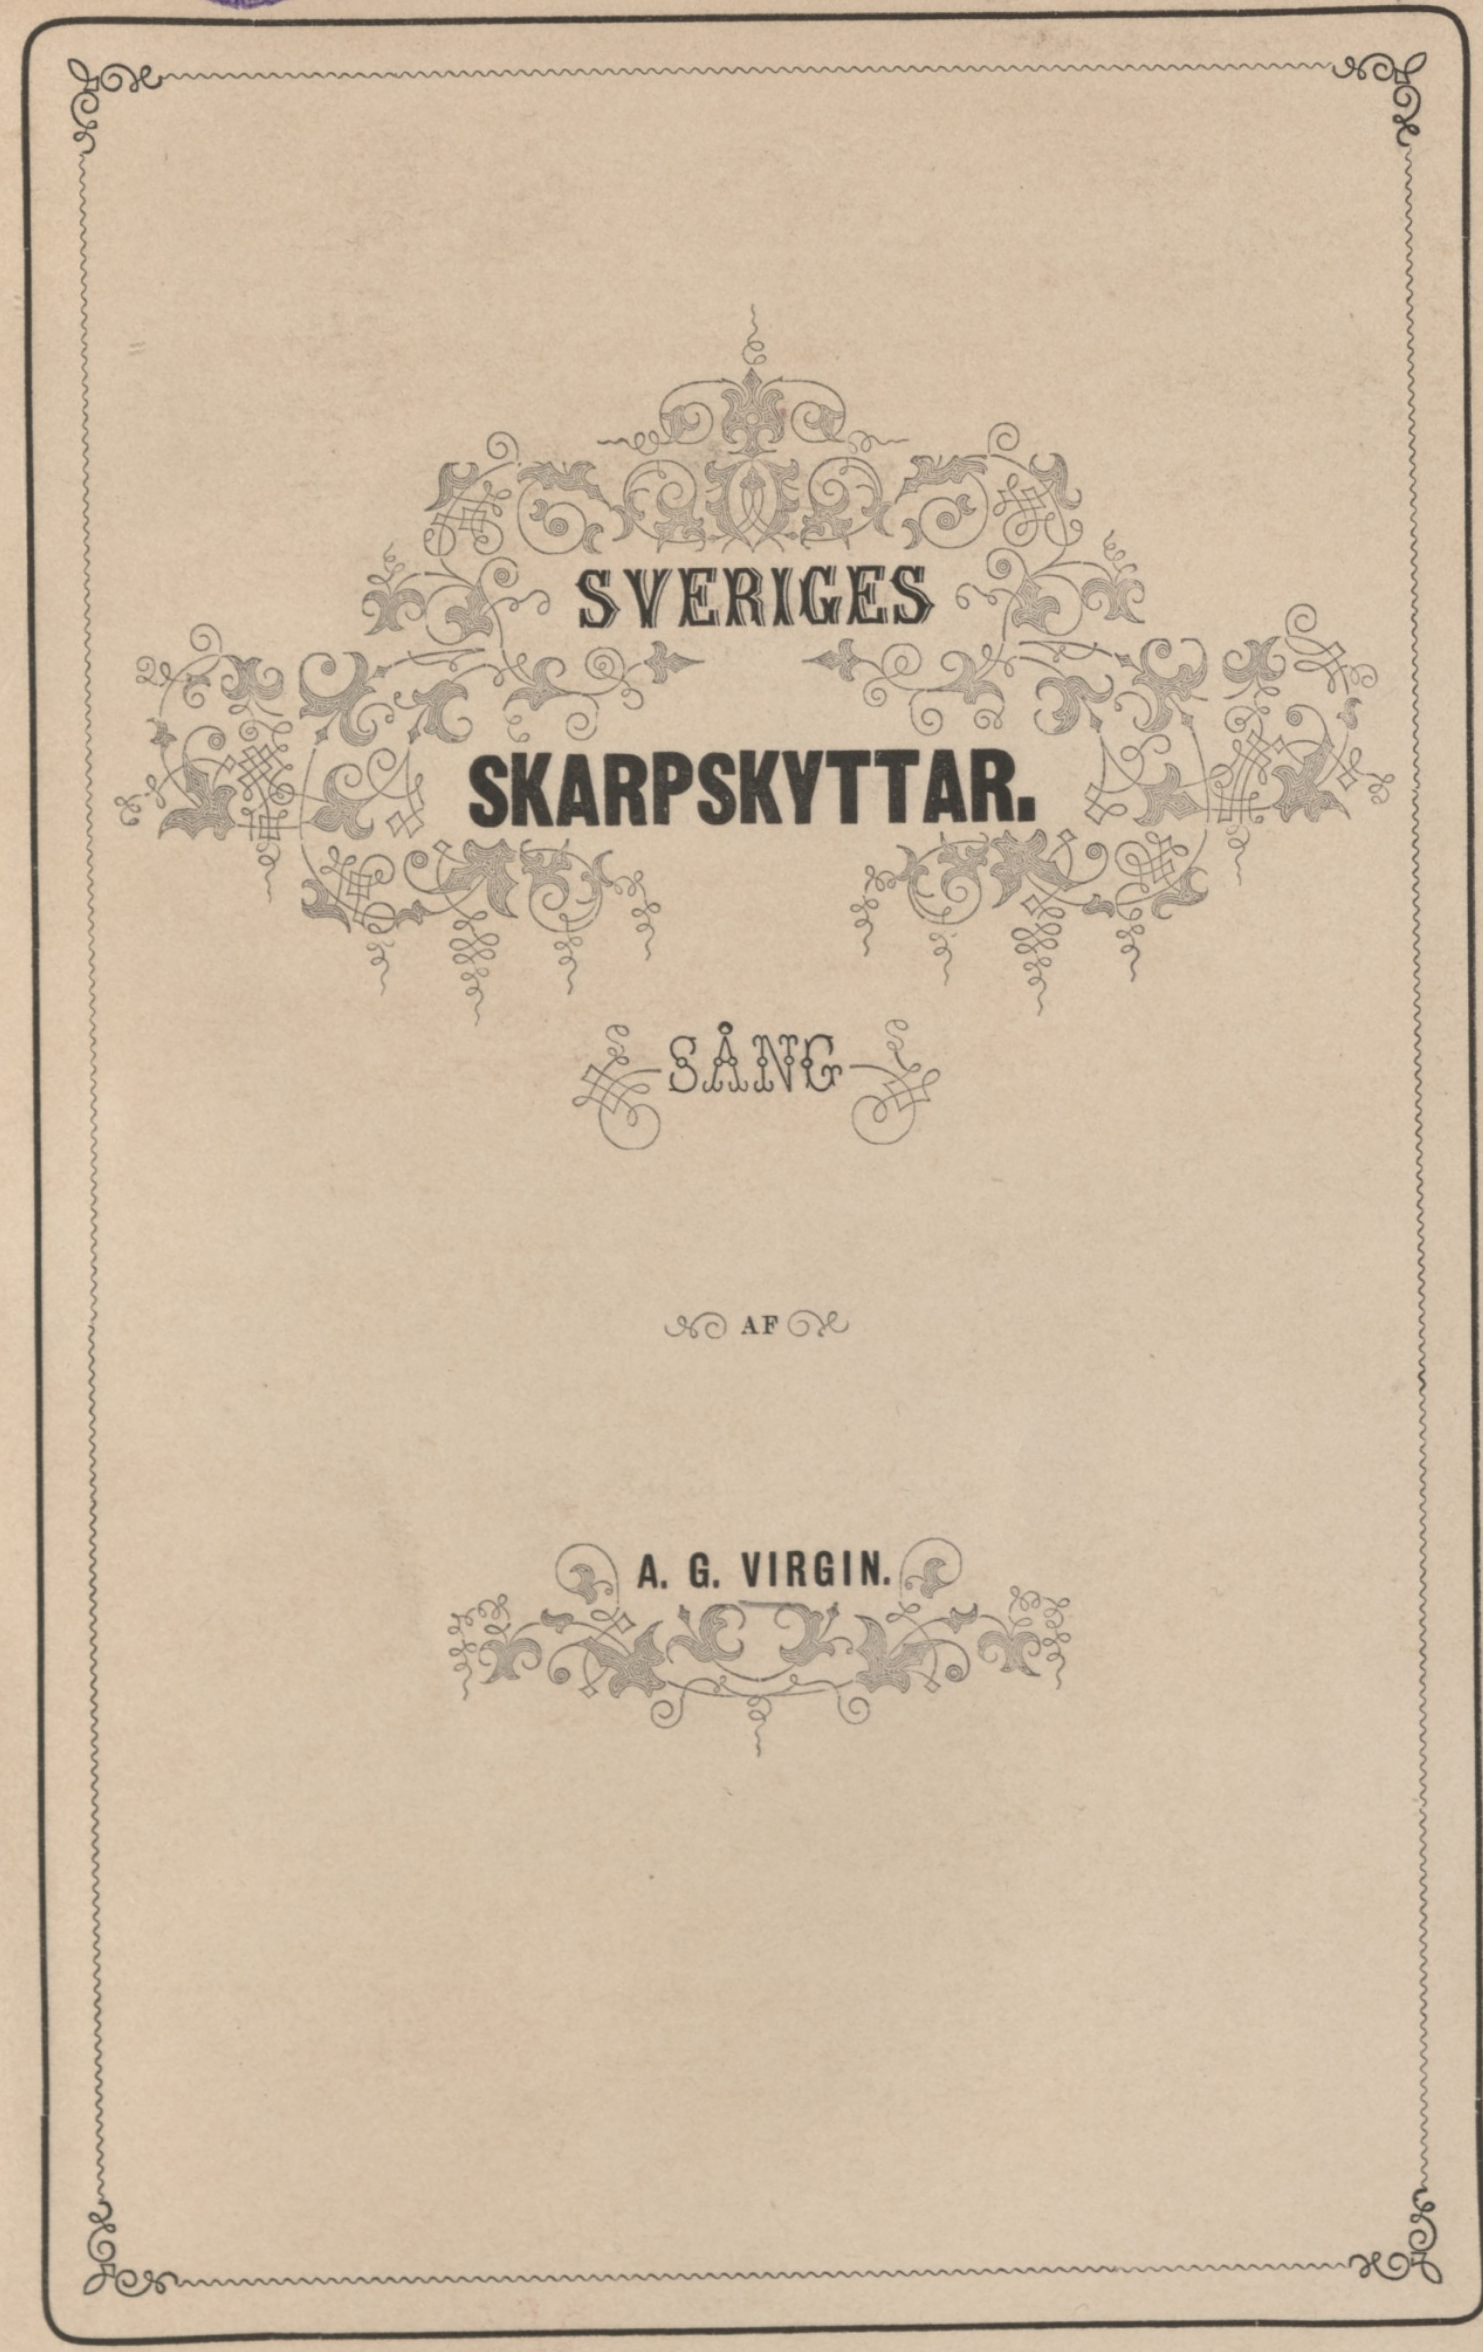 SVERIGES
SKARPSKYTTAR.
SÅNG
AF
A. G. VIRGIN.